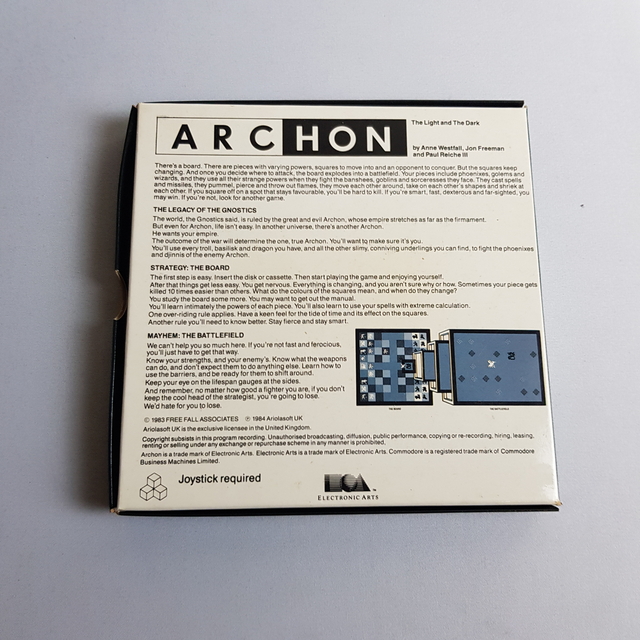 ARCHON
The Light and The Dark
by Anne Westfall, Jon Freeman
and Paul Reiche III
There's a board. There are pieces with varying powers, squares to move into and an opponent to conquer. But the squares keep
changing. And once you decide where to attack, the board explodes into a battlefield. Your pieces include phoenixes, golems and
wizards, and they use all their strange powers when they fight the banshees, goblins and sorceresses they face. They cast spells
and missiles, they pummel, pierce and throw out flames, they move each other around, take on each other's shapes and shriek at
each other. If you square off on a spot that stays favourable, you'll be hard to kill. If you're smart, fast, dexterous and far-sighted, you
may win. If you're not, look for another game.
THE LEGACY OF THE GNOSTICS
The world, the Gnostics said, is ruled by the great and evil Archon, whose empire stretches as far as the firmament.
But even for Archon, life isn't easy. In another universe, there's another Archon.
He wants your empire.
The outcome of the war will determine the one, true Archon. You'll want to make sure it's you.
You'll use every troll, basilisk and dragon you have, and all the other slimy, conniving underlings you can find, to fight the phoenixes
and djinnis of the enemy Archon.
STRATEGY: THE BOARD
The first step is easy. Insert the disk or cassette. Then start playing the game and enjoying yourself.
After that things get less easy. You get nervous. Everything is changing, and you aren't sure why or how. Sometimes your piece gets
killed 10 times easier than others. What do the colours of the squares mean, and when do they change?
You study the board some more. You may want to get out the manual.
You'll learn intimately the powers of each piece. You'll also learn to use your spells with extreme calculation.
One over-riding rule applies. Have a keen feel for the tide of time and its effect on the squares.
Another rule you'll need to know better. Stay fierce and stay smart.
MAYHEM: THE BATTLEFIELD
We can't help you so much here. If you're not fast and ferocious,
you'll just have to get that way.
Know your strengths, and your enemy's. Know what the weapons
can do, and don't expect them to do anything else. Learn how to
use the barriers, and be ready for them to shift around.
Keep your eye on the lifespan gauges at the sides.
And remember, no matter how good a fighter you are, if you don't
keep the cool head of the strategist, you're going to lose.
We'd hate for you to lose.
THE BOARD
THE BATTLEFIELD
© 1983 FREE FALL ASSOCIATES ℗ 1984 Ariolasoft UK
Ariolasoft UK is the exclusive licensee in the United Kingdom.
Copyright subsists in this program recording. Unauthorised broadcasting, diffusion, public performance, copying or re-recording, hiring, leasing,
renting or selling under any exchange or repurchase scheme in any manner is prohibited.
Archon is a trade mark of Electronic Arts. Electronic Arts is a trade mark of Electronic Arts. Commodore is a registered trade mark of Commodore
Business Machines Limited.
Joystick required
ELECTRONIC ARTS